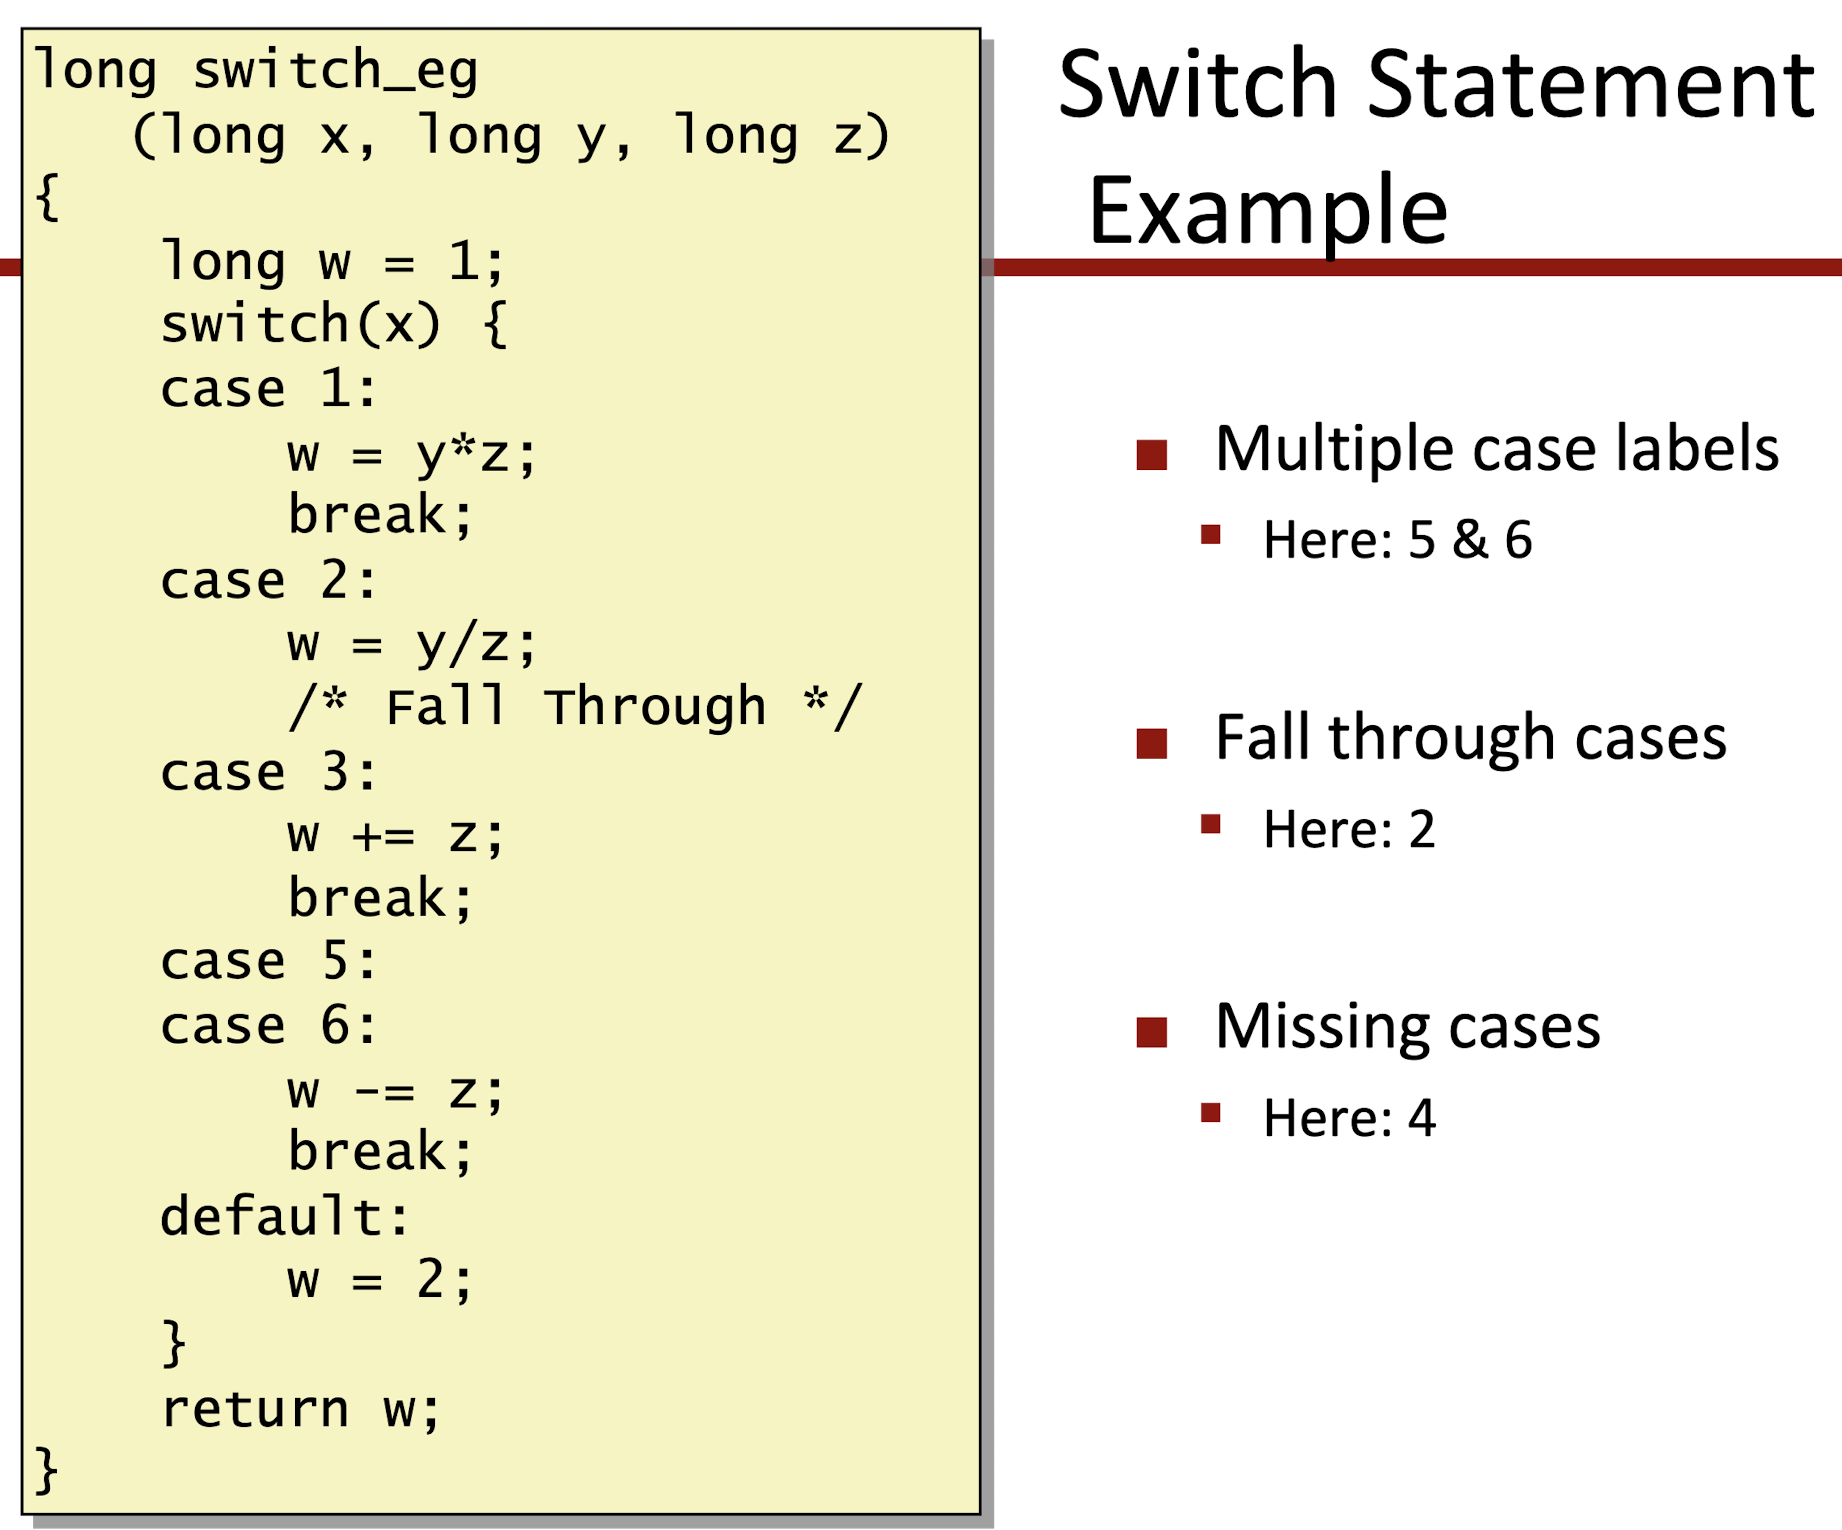 long switch_eg
   (long x, long y, long z)
{
    long w = 1;
    switch(x) {
    case 1:
        w = y*z;
        break;
    case 2:
        w = y/z;
        /* Fall Through */
    case 3:
        w += z;
        break;
    case 5:
    case 6:
        w -= z;
        break;
    default:
        w = 2;
    }
    return w;
}
Switch Statement
Example
Multiple case labels
Here: 5 & 6
Fall through cases
Here: 2
Missing cases
Here: 4